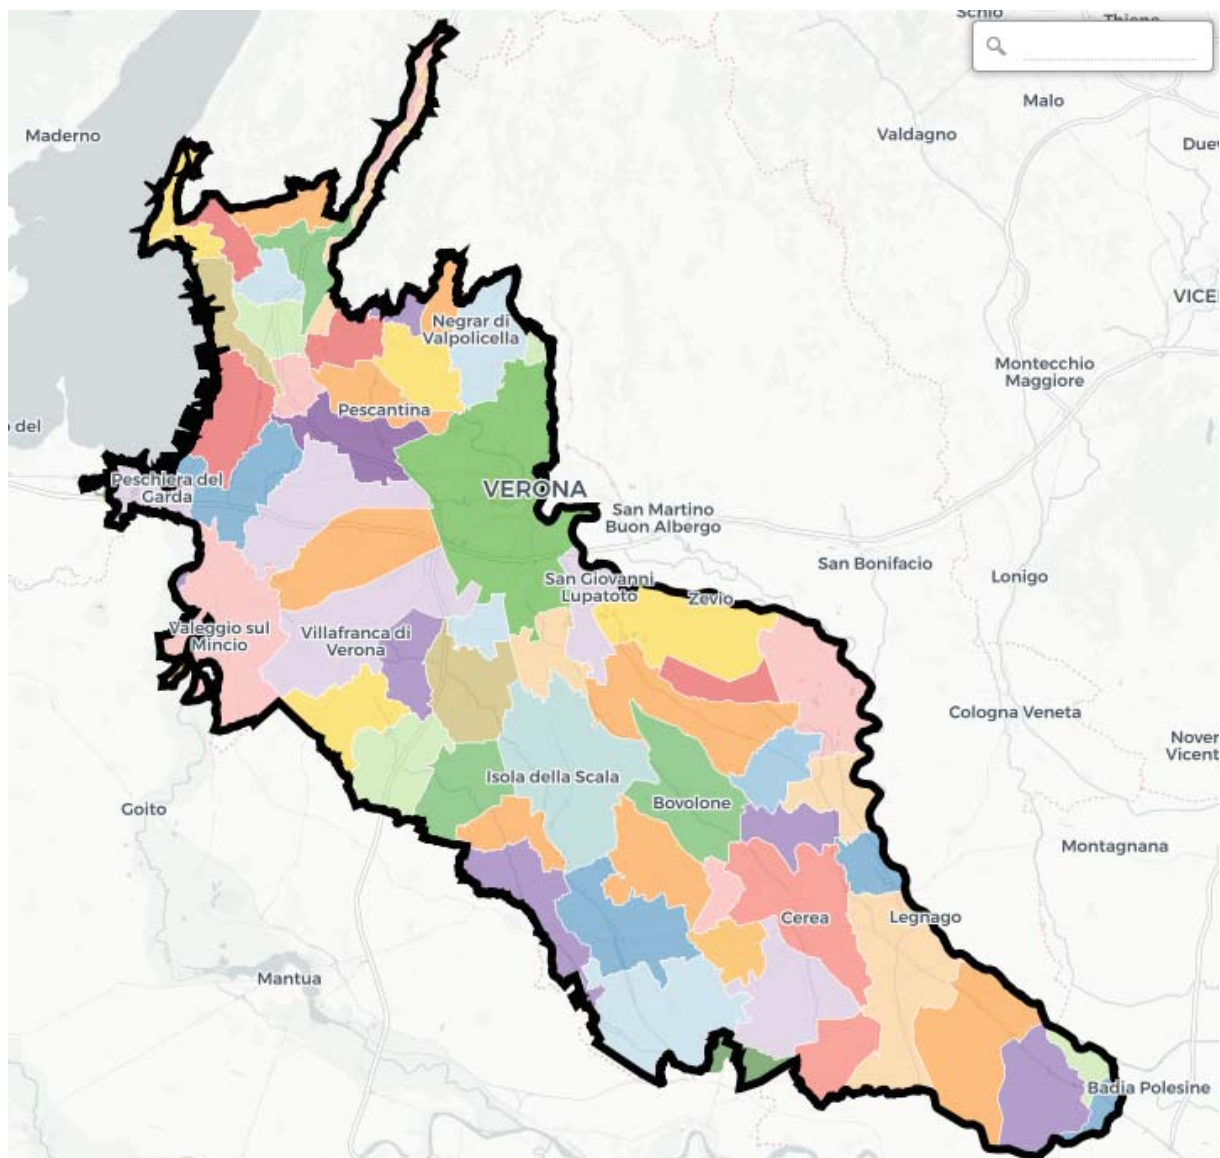 Schio
Thiene
Malo
Maderno
Valdagno
VICE
Negrar di
Valpolicella
Montecchio
Maggiore
Pescantina
o del
Peschiera del
Garda
VERONA
San Martino
Buon Albergo
San Bonifacio
San Giovanni
Lupatoto
Lonigo
Zevio
Valeggio sul
Mincio
Villafranca di
Verona
Cologna Veneta
Nover
Vicent
Isola della Scala
Bovolone
Goito
Montagnana
Cerea
Legnago
Mantua
Badia Polesine